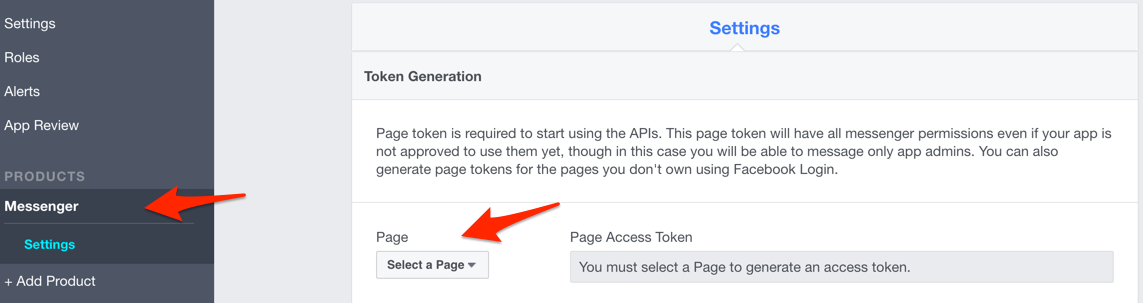 Settings
Roles
Alerts
App Review
PRODUCTS
Messenger
Settings
+ Add Product
Settings
Token Generation
Page token is required to start using the APIs. This page token will have all messenger permissions even if your app is
not approved to use them yet, though in this case you will be able to message only app admins. You can also
generate page tokens for the pages you don't own using Facebook Login.
Page
Select a Page
Page Access Token
You must select a Page to generate an access token.